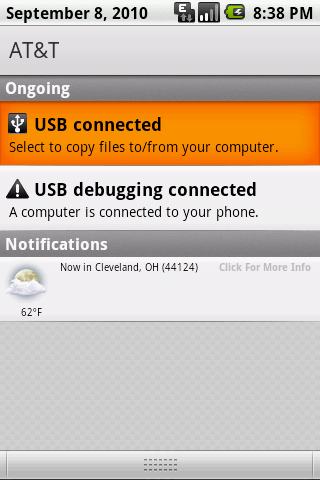 September 8, 2010 E 8:38 PM
AT&T
Ongoing
USB connected
Select to copy files to/from your computer.
USB debugging connected
A computer is connected to your phone.
Notifications
Now in Cleveland, OH (44124) Click For More Info
62°F